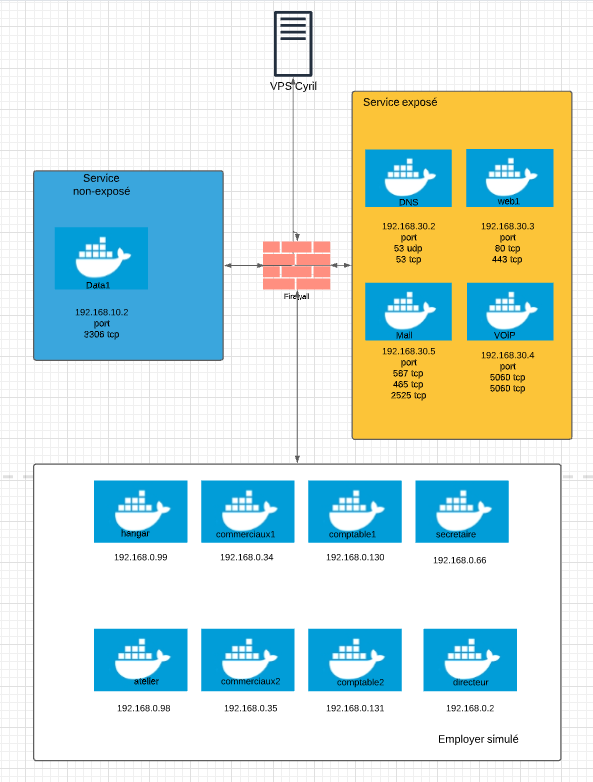 VPS Cyril
Service exposé
DNS
web1
192.168.30.2
port
53 udp
53 tcp
192.168.30.3
port
80 tcp
443 tcp
Mail
VOIP
192.168.30.5
port
587 tcp
465 tcp
2525 tcp
192.168.30.4
port
5060 tcp
5060 tcp
Service
non-exposé
Data1
192.168.10.2
port
3306 tcp
Firewall
hangar
commerciaux1
comptable1
secretaire
192.168.0.99
192.168.0.34
192.168.0.130
192.168.0.66
atelier
commerciaux2
comptable2
directeur
192.168.0.98
192.168.0.35
192.168.0.131
192.168.0.2
Employer simulé